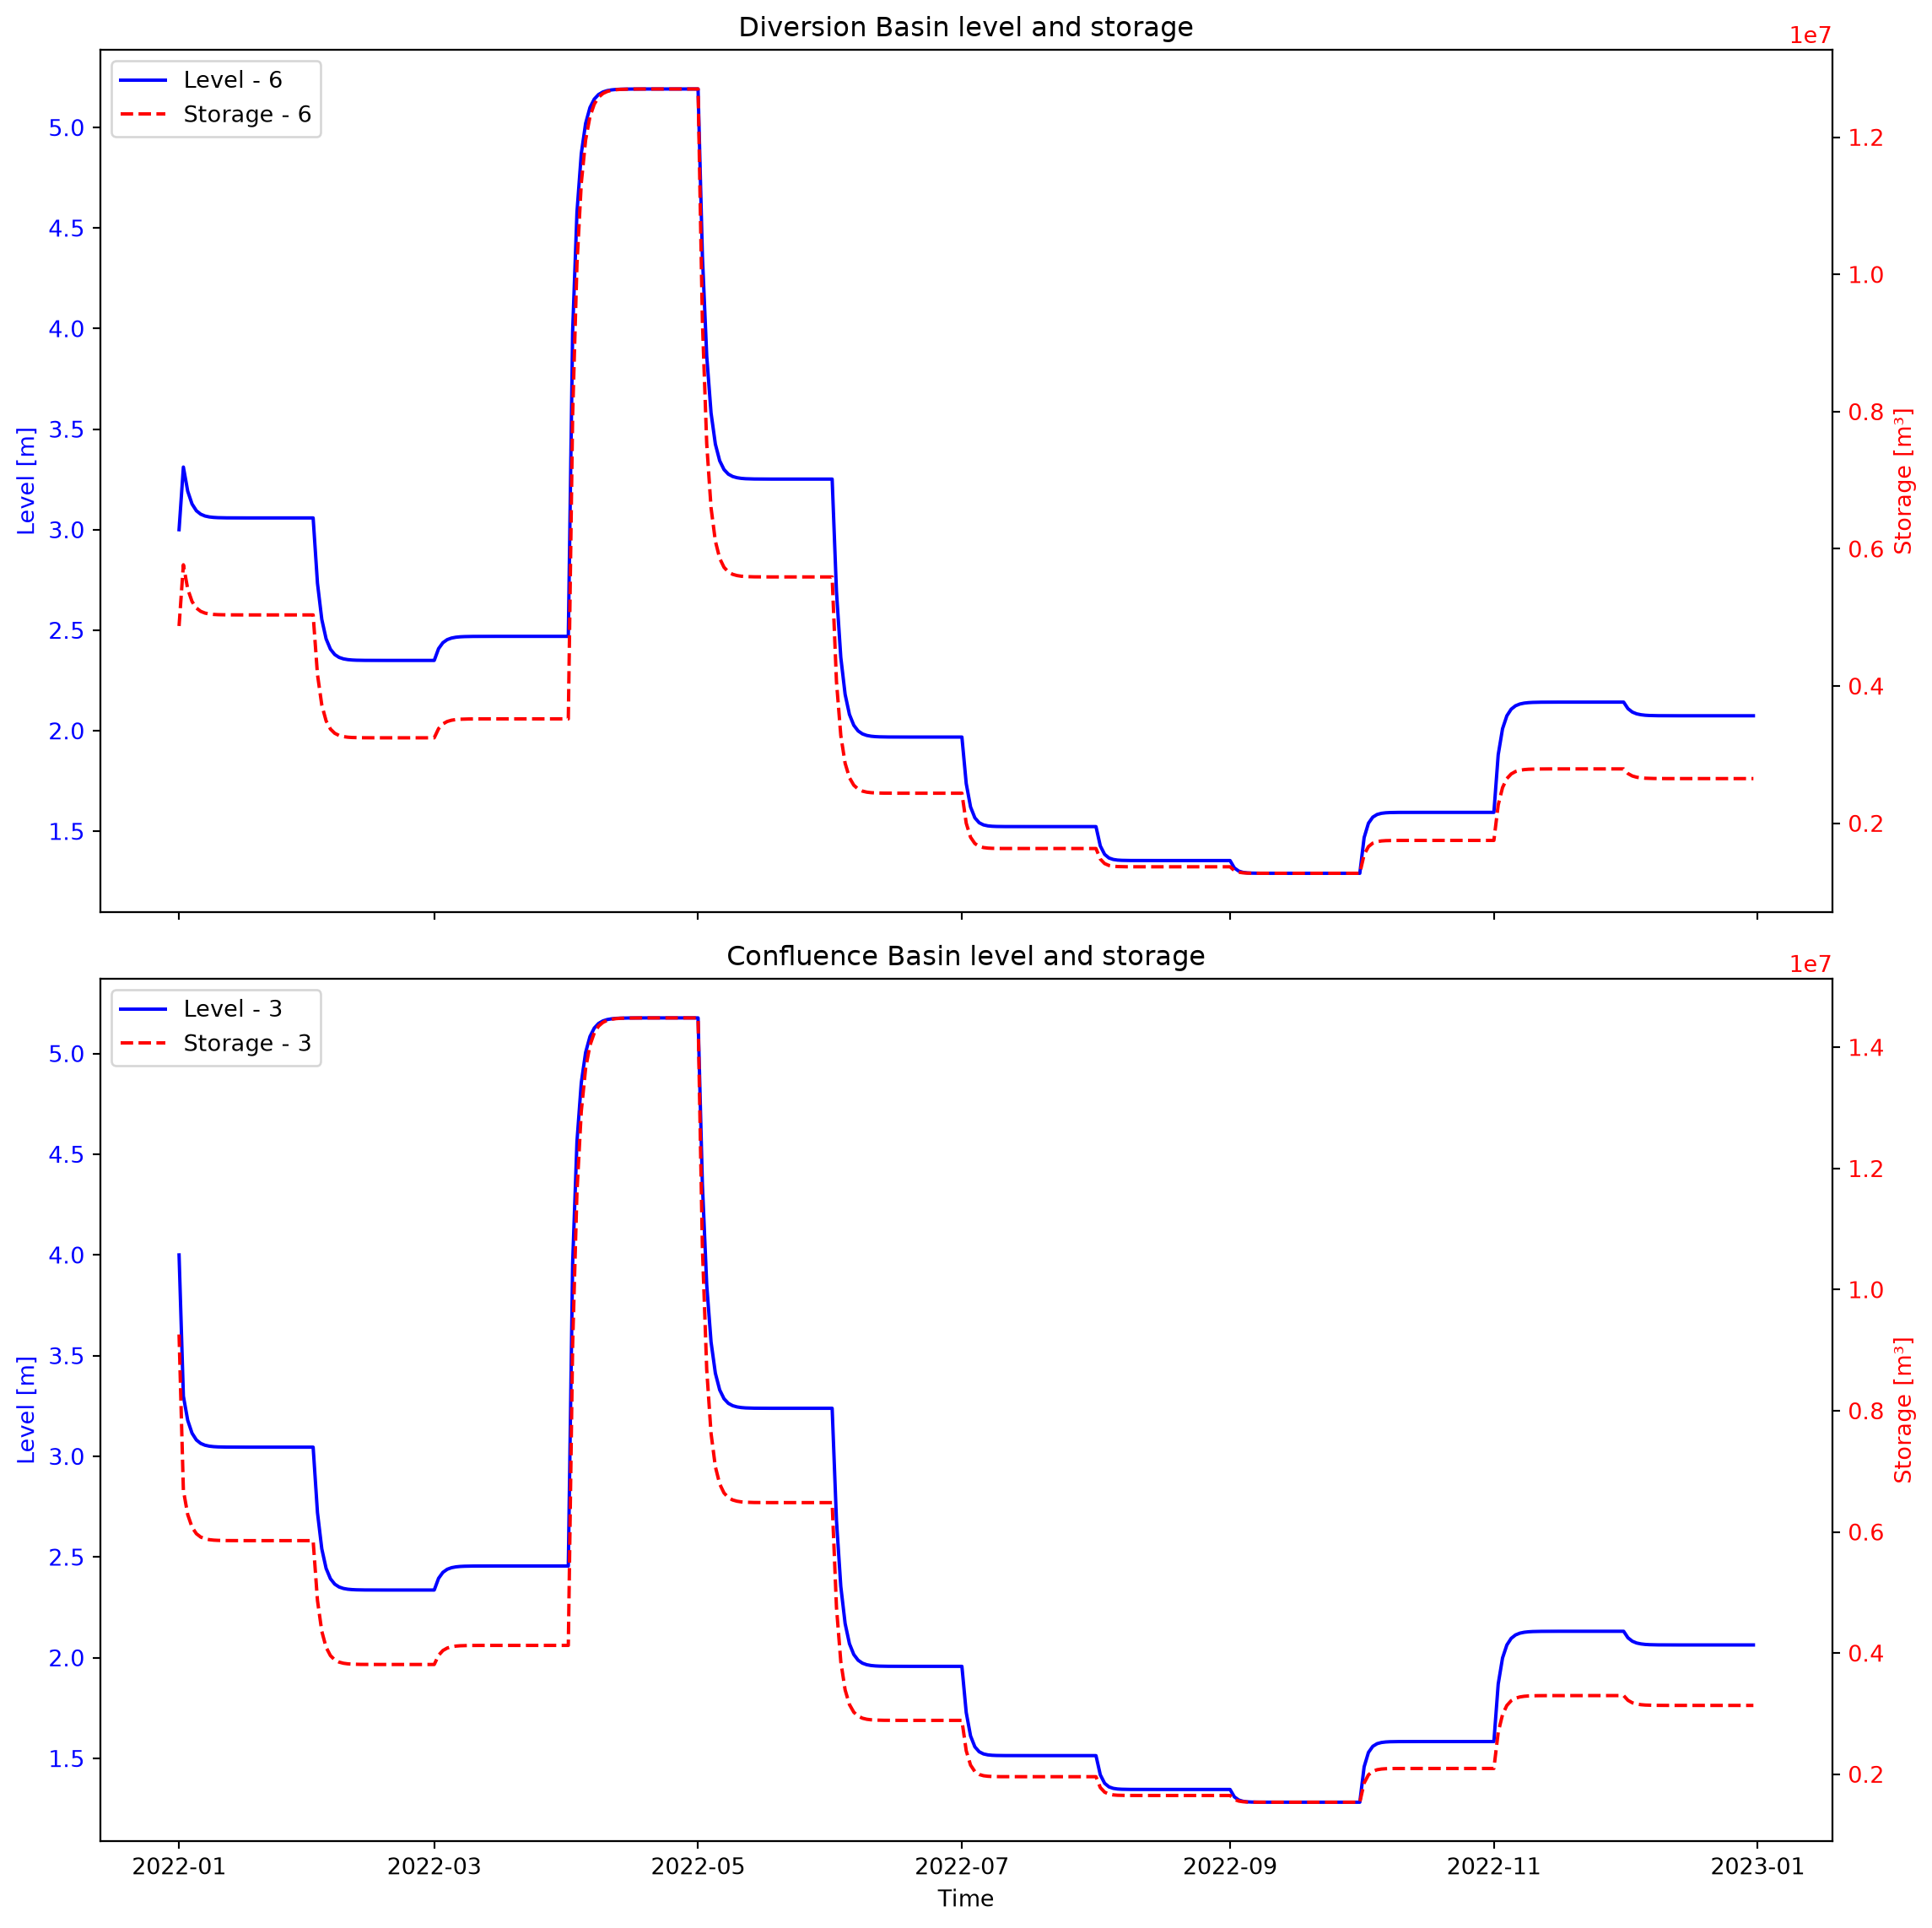 Diversion Basin level and storage
1e7
Level - 6
Storage - 6
5.0
4.5
4.0
3.5
3.0
2.5
2.0
1.5
Level [m]
1.2
1.0
0.8
0.6
0.4
0.2
Storage [m³]
Confluence Basin level and storage
1e7
Level - 3
Storage - 3
5.0
4.5
4.0
3.5
3.0
2.5
2.0
1.5
Level [m]
1.4
1.2
1.0
0.8
0.6
0.4
0.2
Storage [m³]
2022-01 2022-03 2022-05 2022-07 2022-09 2022-11 2023-01
Time